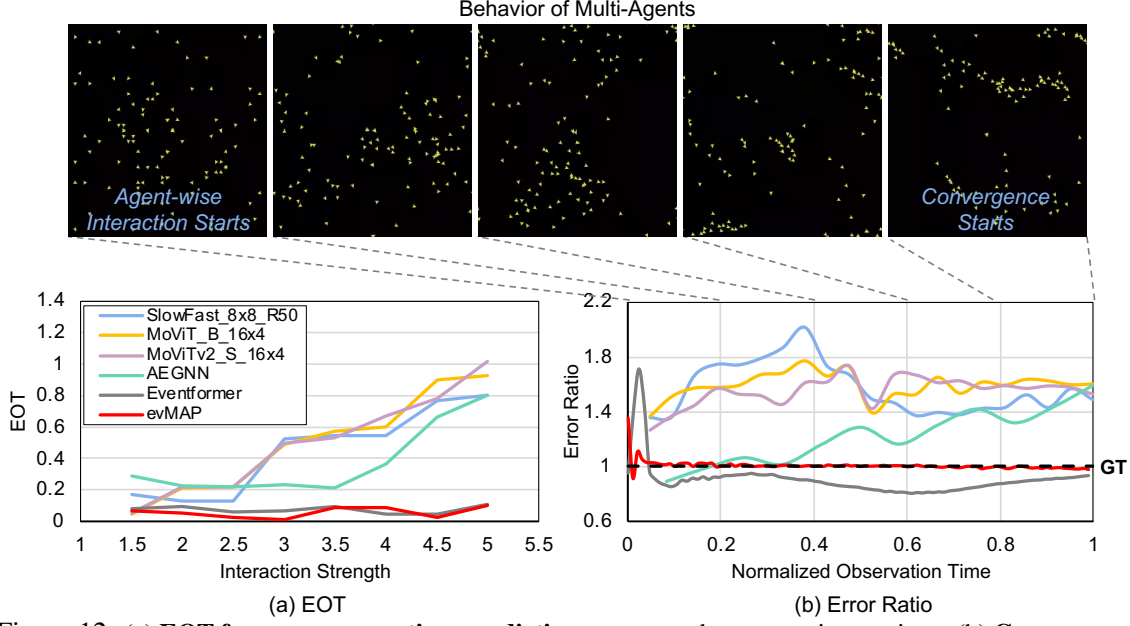 Behavior of Multi-Agents
Agent-wise
Interaction Starts
Convergence
Starts
1.4
1.2
1
0.8
0.6
0.4
0.2
0
EOT
SlowFast_8x8_R50
MoViT_B_16x4
MoViTv2_S_16x4
AEGNN
Eventformer
evMAP
1 1.5 2 2.5 3 3.5 4 4.5 5 5.5
Interaction Strength
(a) EOT
2.2
1.8
1.4
1
0.6
Error Ratio
GT
0 0.2 0.4 0.6 0.8 1
Normalized Observation Time
(b) Error Ratio